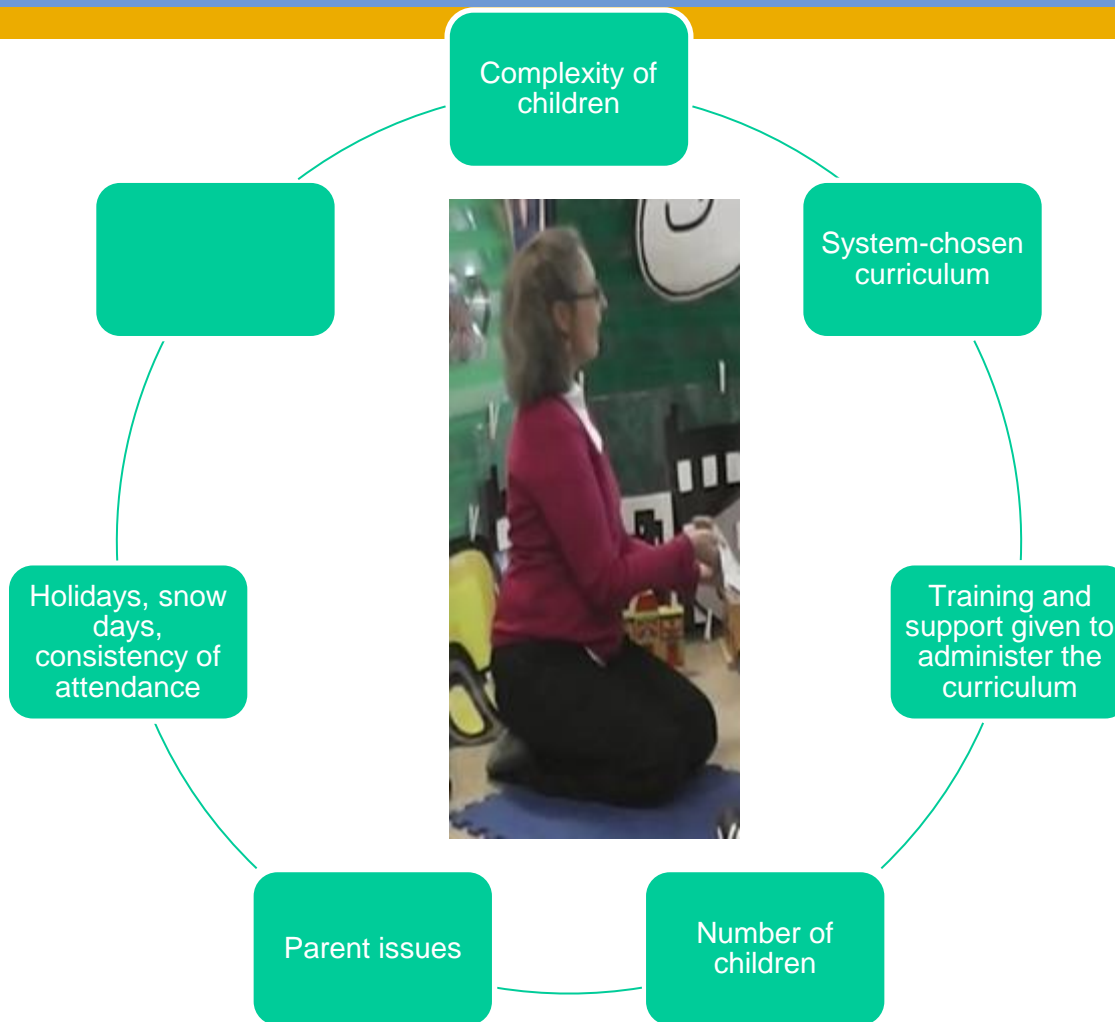 Complexity of
children
System-chosen
curriculum
Training and
support given to
administer the
curriculum
Number of
children
Parent issues
Holidays, snow
days,
consistency of
attendance